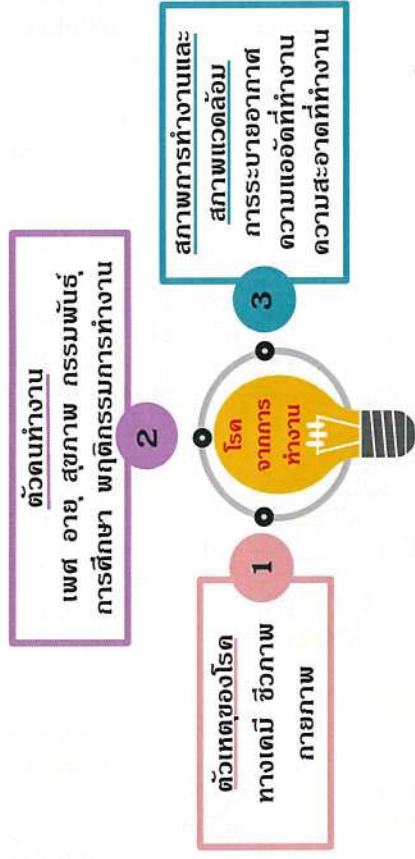 ตัวคนทำงาน
เพศ อายุ สุขภาพ กรรมพันธุ์
การศึกษา พฤติกรรมการทำงาน
2
ตัวเหตุของโรค
ทางเคมี ชีวภาพ
กายภาพ
1
โรค
จากการ
ทำงาน
3
สภาพการทำงานและ
สภาพแวดล้อม
การระบายอากาศ
ความแออัดที่ทำงาน
ความสะอาดที่ทำงาน